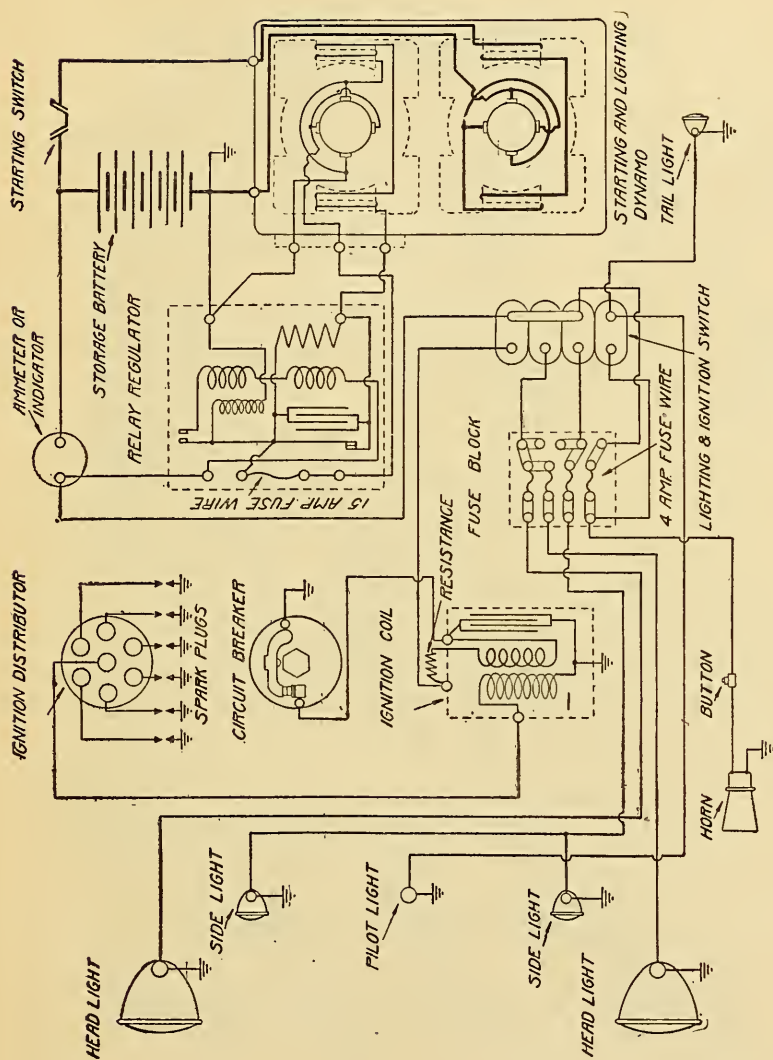 STARTING SWITCH
AMMETER OR
INDICATOR
STORAGE BATTERY
RELAY REGULATOR
15 AMP. FUSE WIRE
STARTING AND LIGHTING
DYNAMO
TAIL LIGHT
LIGHTING & IGNITION SWITCH
4 AMP FUSE WIRE
FUSE BLOCK
IGNITION DISTRIBUTOR
SPARK PLUGS
CIRCUIT BREAKER
RESISTANCE
IGNITION COIL
BUTTON
HORN
HEAD LIGHT
SIDE LIGHT
PILOT LIGHT
SIDE LIGHT
HEAD LIGHT